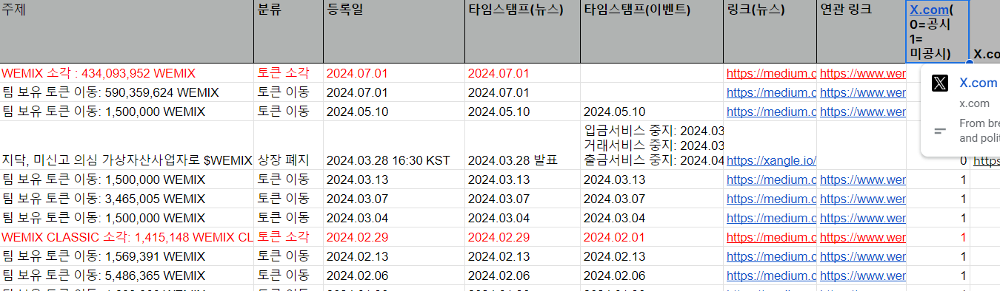 주제 분류 등록일 타임스탬프(뉴스) 타임스탬프(이벤트) 링크(뉴스) 연관 링크 X.com(
0=공시
1=
미공시) X.co
WEMIX 소각 : 434,093,952 WEMIX 토큰 소각 2024.07.01 2024.07.01 https://medium.c https://www.wer
팀 보유 토큰 이동: 590,359,624 WEMIX 토큰 이동 2024.07.01 2024.07.01 https://medium.c https://www.wer
X.com
x.com
From bre
and polit
팀 보유 토큰 이동: 1,500,000 WEMIX 토큰 이동 2024.05.10 2024.05.10 2024.05.10 https://medium.c https://www.wer
입금서비스 중지: 2024.03
거래서비스 중지: 2024.03
지닥, 미신고 의심 가상자산사업자로 $WEMIX 상장 폐지 2024.03.28 16:30 KST 2024.03.28 발표 출금서비스 중지: 2024.04 https://xangle.io/ 0 https
팀 보유 토큰 이동: 1,500,000 WEMIX 토큰 이동 2024.03.13 2024.03.13 2024.03.13 https://medium.c https://www.wer 1
팀 보유 토큰 이동: 3,465,005 WEMIX 토큰 이동 2024.03.07 2024.03.07 2024.03.07 https://medium.c https://www.wer 1
팀 보유 토큰 이동: 1,500,000 WEMIX 토큰 이동 2024.03.04 2024.03.04 2024.03.04 https://medium.c https://www.wer 1
WEMIX CLASSIC 소각: 1,415,148 WEMIX CL 토큰 소각 2024.02.29 2024.02.29 2024.02.01 https://medium.c https://www.wer 1
팀 보유 토큰 이동: 1,569,391 WEMIX 토큰 이동 2024.02.13 2024.02.13 2024.02.13 https://medium.c https://www.wer 1
팀 보유 토큰 이동: 5,486,365 WEMIX 토큰 이동 2024.02.06 2024.02.06 2024.02.06 https://medium.c https://www.wer 1